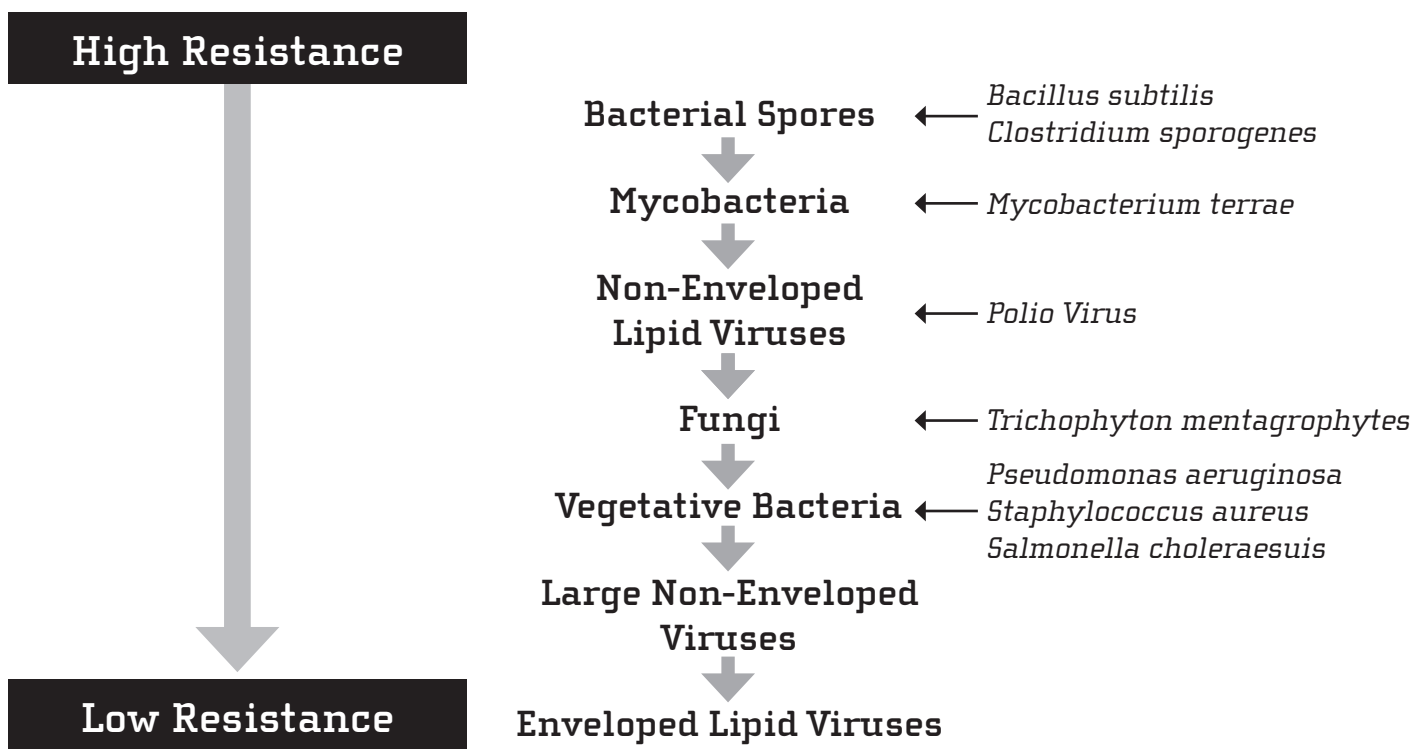 High Resistance
Bacterial Spores
Bacillus subtilis
Clostridium sporogenes
Mycobacteria
Mycobacterium terrae
Non-Enveloped
Lipid Viruses
Polio Virus
Fungi
Trichophyton mentagrophytes
Vegetative Bacteria
Pseudomonas aeruginosa
Staphylococcus aureus
Salmonella choleraesuis
Large Non-Enveloped
Viruses
Low Resistance
Enveloped Lipid Viruses